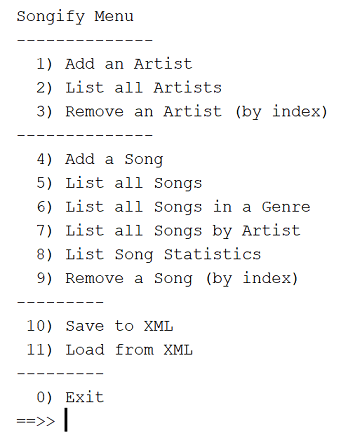 Songify Menu
--------------
1) Add an Artist
2) List all Artists
3) Remove an Artist (by index)
--------------
4) Add a Song
5) List all Songs
6) List all Songs in a Genre
7) List all Songs by Artist
8) List Song Statistics
9) Remove a Song (by index)
---------
10) Save to XML
11) Load from XML
---------
0) Exit
==>>